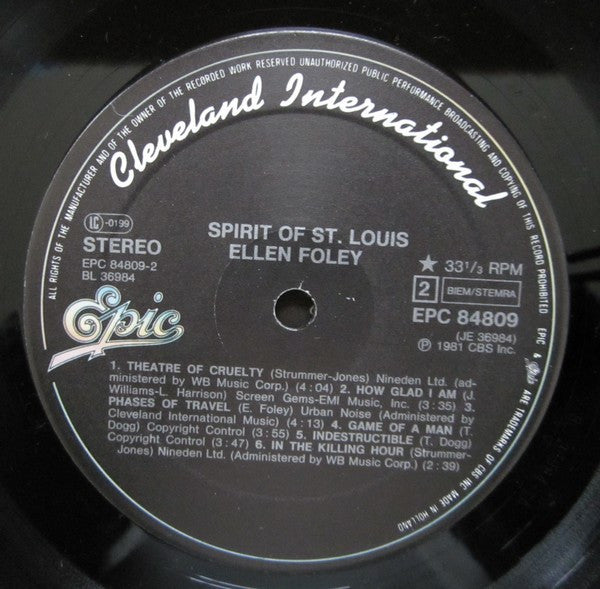 ALL RIGHTS OF THE MANUFACTURER AND OF THE OWNER OF THE RECORDED WORK RESERVED UNAUTHORIZED PUBLIC PERFORMANCE BROADCASTING AND COPYING OF THIS RECORD PROHIBITED EPIC & ARE TRADEMARKS OF CBS INC MADE IN HOLLAND
Cleveland International
LC -0199
STEREO
EPC 84809-2
BL 36984
Epic
SPIRIT OF ST. LOUIS
ELLEN FOLEY
★ 33 1/3 RPM
2 BIEM/STEMRA
EPC 84809
(JE 36984)
℗ 1981 CBS Inc.
1. THEATRE OF CRUELTY (Strummer-Jones) Nineden Ltd. (ad-
ministered by WB Music Corp.) (4:04) 2. HOW GLAD I AM (J.
Williams-L. Harrison) Screen Gems-EMI Music, Inc. (3:35) 3.
PHASES OF TRAVEL (E. Foley) Urban Noise (Administered by
Cleveland International Music) (4:13) 4. GAME OF A MAN (T.
Dogg) Copyright Control (3:55) 5. INDESTRUCTIBLE (T. Dogg)
Copyright Control (3:47) 6. IN THE KILLING HOUR (Strummer-
Jones) Nineden Ltd. (Administered by WB Music Corp.) (2:39)